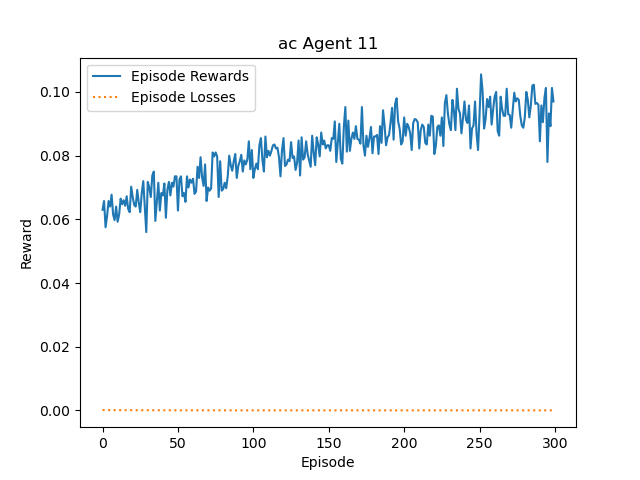 ac Agent 11
Episode Rewards
Episode Losses
Reward
0.10
0.08
0.06
0.04
0.02
0.00
0 50 100 150 200 250 300
Episode